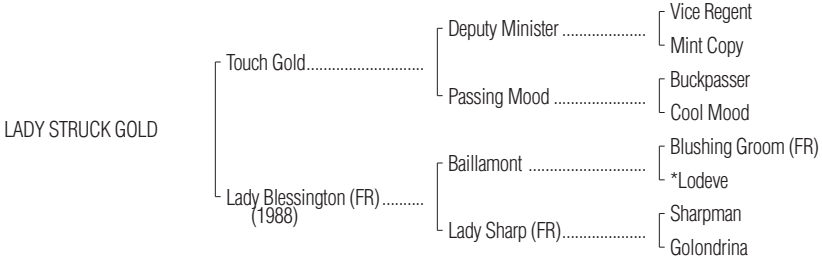 Vice Regent
Deputy Minister ....................
Mint Copy
Touch Gold............................
Buckpasser
Passing Mood ......................
Cool Mood
LADY STRUCK GOLD
Blushing Groom (FR)
Baillamont ............................
*Lodeve
Lady Blessington (FR)..........
(1988)
Sharpman
Lady Sharp (FR)....................
Golondrina